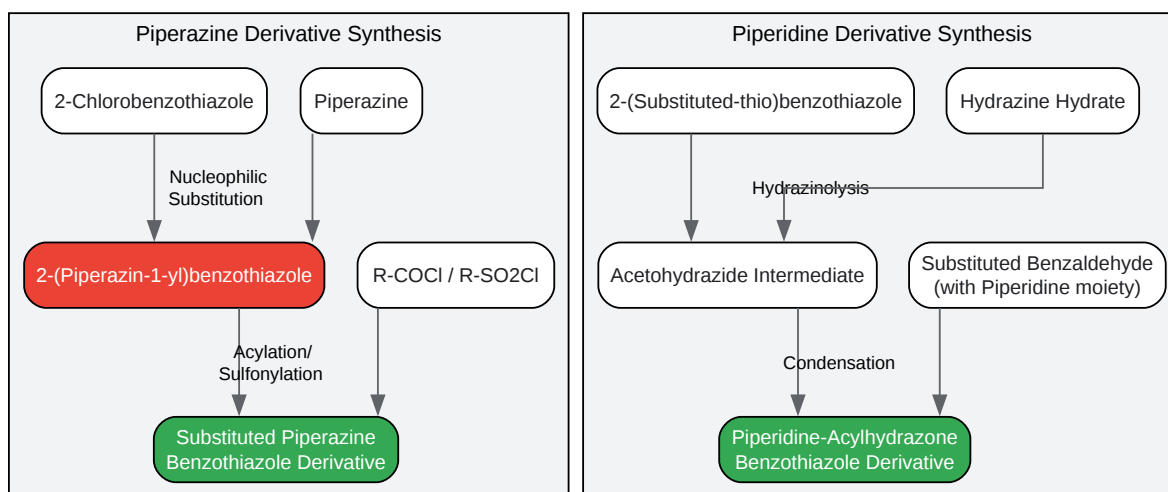 Piperazine Derivative Synthesis
2-Chlorobenzothiazole
Piperazine
Nucleophilic
Substitution
2-(Piperazin-1-yl)benzothiazole
R-COCl / R-SO2Cl
Acylation/
Sulfonylation
Substituted Piperazine
Benzothiazole Derivative
Piperidine Derivative Synthesis
2-(Substituted-thio)benzothiazole
Hydrazine Hydrate
Hydrazinolysis
Acetohydrazide Intermediate
Substituted Benzaldehyde
(with Piperidine moiety)
Condensation
Piperidine-Acylhydrazone
Benzothiazole Derivative